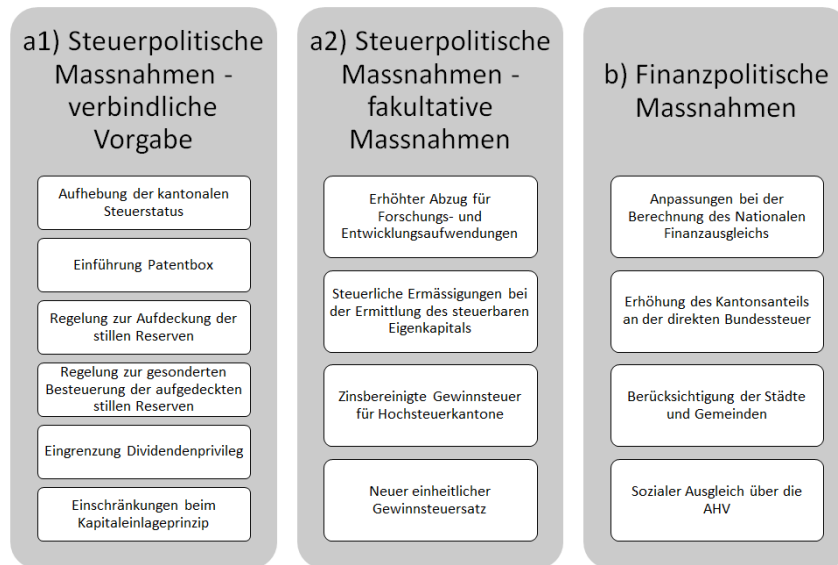 a1) Steuerpolitische
Massnahmen -
verbindliche
Vorgabe
Aufhebung der kantonalen
Steuerstatus
Einführung Patentbox
Regelung zur Aufdeckung der
stillen Reserven
Regelung zur gesonderten
Besteuerung der aufgedeckten
stillen Reserven
Eingrenzung Dividendenprivileg
Einschränkungen beim
Kapitaleinlageprinzip
a2) Steuerpolitische
Massnahmen -
fakultative
Massnahmen
Erhöhter Abzug für
Forschungs- und
Entwicklungsaufwendungen
Steuerliche Ermässigungen bei
der Ermittlung des steuerbaren
Eigenkapitals
Zinsbereinigte Gewinnsteuer
für Hochsteuerkantone
Neuer einheitlicher
Gewinnsteuersatz
b) Finanzpolitische
Massnahmen
Anpassungen bei der
Berechnung des Nationalen
Finanzausgleichs
Erhöhung des Kantonsanteils
an der direkten Bundessteuer
Berücksichtigung der Städte
und Gemeinden
Sozialer Ausgleich über die
AHV